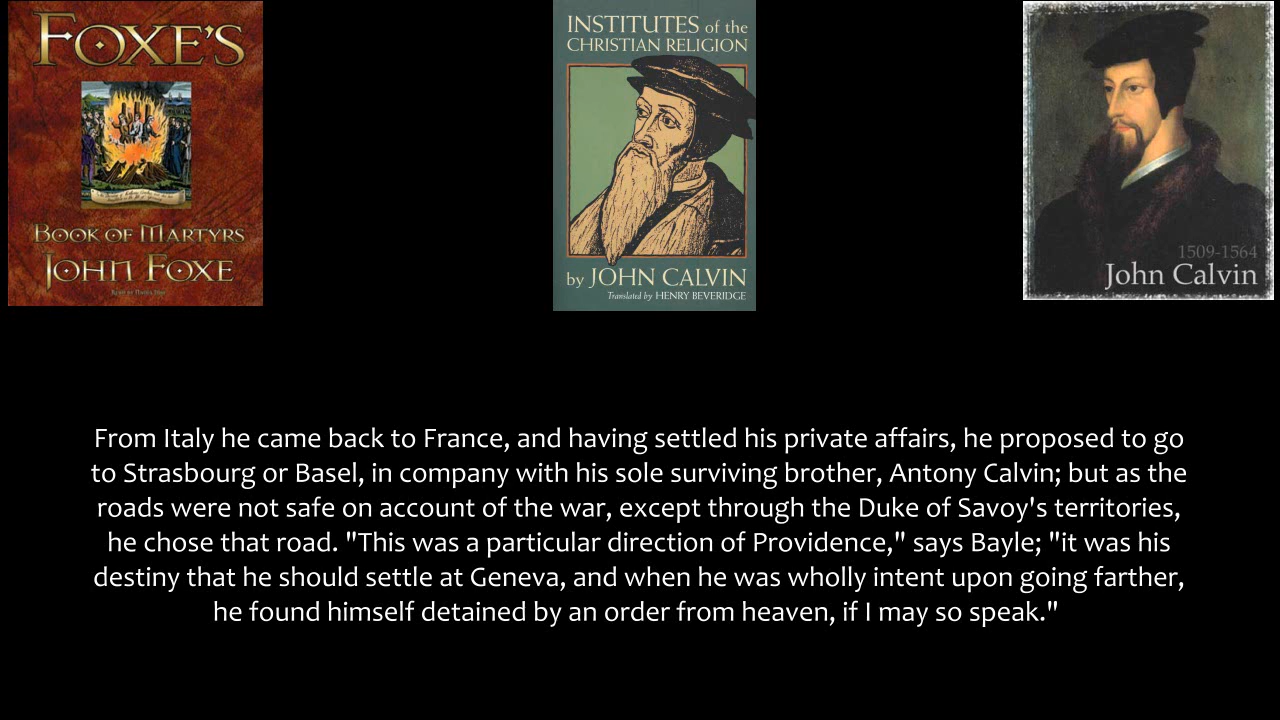 FOXE'S
BOOK OF MARTYRS
JOHN FOXE
INSTITUTES of the
CHRISTIAN RELIGION
by JOHN CALVIN
Translated by HENRY BEVERIDGE
1509-1564
John Calvin
From Italy he came back to France, and having settled his private affairs, he proposed to go
to Strasbourg or Basel, in company with his sole surviving brother, Antony Calvin; but as the
roads were not safe on account of the war, except through the Duke of Savoy's territories,
he chose that road. "This was a particular direction of Providence," says Bayle; "it was his
destiny that he should settle at Geneva, and when he was wholly intent upon going farther,
he found himself detained by an order from heaven, if I may so speak."